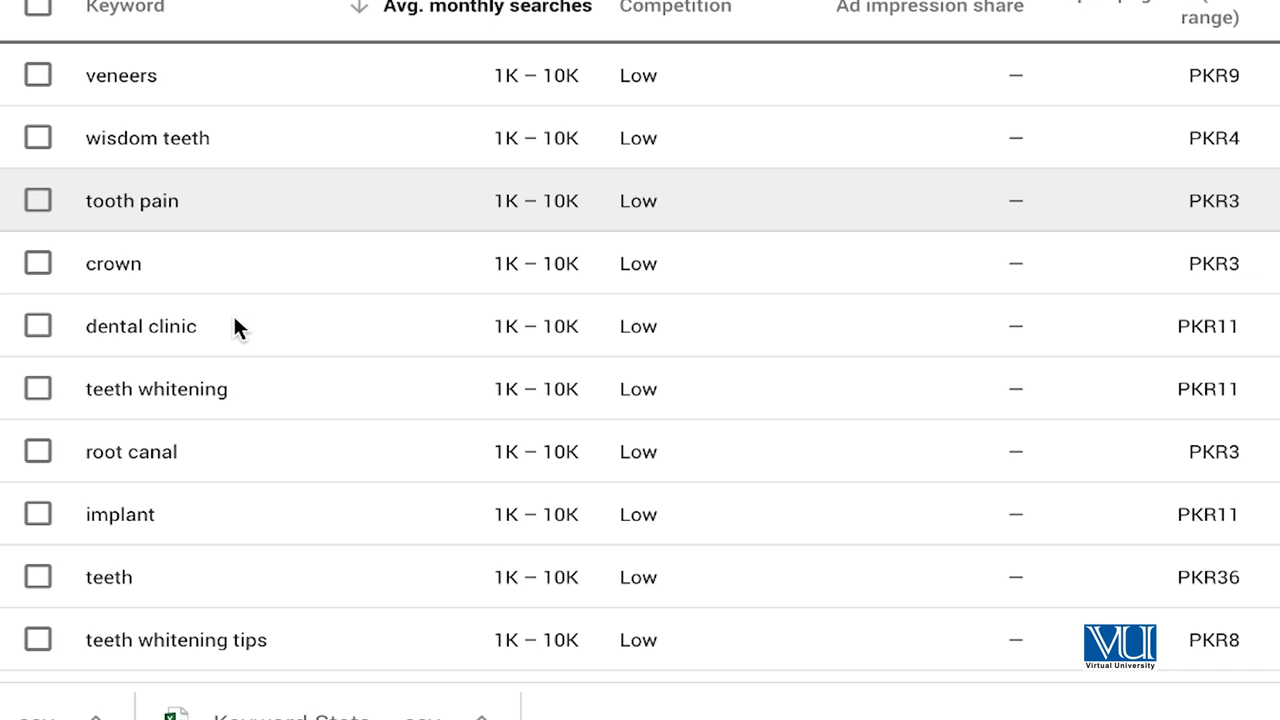 Keyword Avg. monthly searches Competition Ad impression share
range)
veneers 1K – 10K Low – PKR9
wisdom teeth 1K – 10K Low – PKR4
tooth pain 1K – 10K Low – PKR3
crown 1K – 10K Low – PKR3
dental clinic 1K – 10K Low – PKR11
teeth whitening 1K – 10K Low – PKR11
root canal 1K – 10K Low – PKR3
implant 1K – 10K Low – PKR11
teeth 1K – 10K Low – PKR36
teeth whitening tips 1K – 10K Low – PKR8
VU
Virtual University